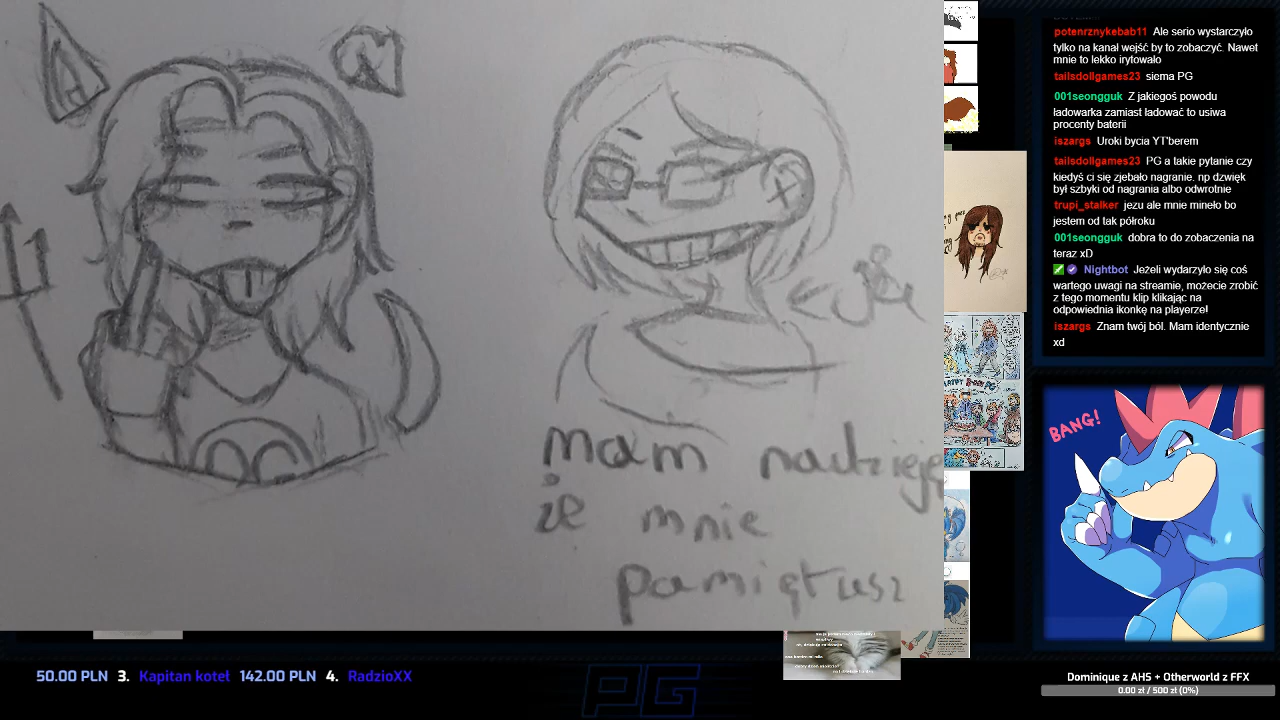 potenrznykebab11 Ale serio wystarczyło
tylko na kanał wejść by to zobaczyć. Nawet
mnie to lekko irytowało
tailsdollgames23 siema PG
001seongguk Z jakiegoś powodu
ładowarka zamiast ładować to usiwa
procenty baterii
iszargs Uroki bycia YT'berem
tailsdollgames23 PG a takie pytanie czy
kiedyś ci się zjebało nagranie. np dzwięk
był szbyki od nagrania albo odwrotnie
trupi_stalker jezu ale mnie mineło bo
jestem od tak półroku
001seongguk dobra to do zobaczenia na
teraz xD
Nightbot Jeżeli wydarzyło się coś
wartego uwagi na streamie, możecie zrobić
z tego momentu klip klikając na
odpowiednia ikonkę na playerze!
iszargs Znam twój ból. Mam identycznie
xd
mam nadzieję
że mnie
pamiętasz
BANG!
50.00 PLN 3. Kapitan kotel 142.00 PLN 4. RadzioXX
PG
Dominique z AHS + Otherworld z FFX
0.00 zł / 500 zł (0%)